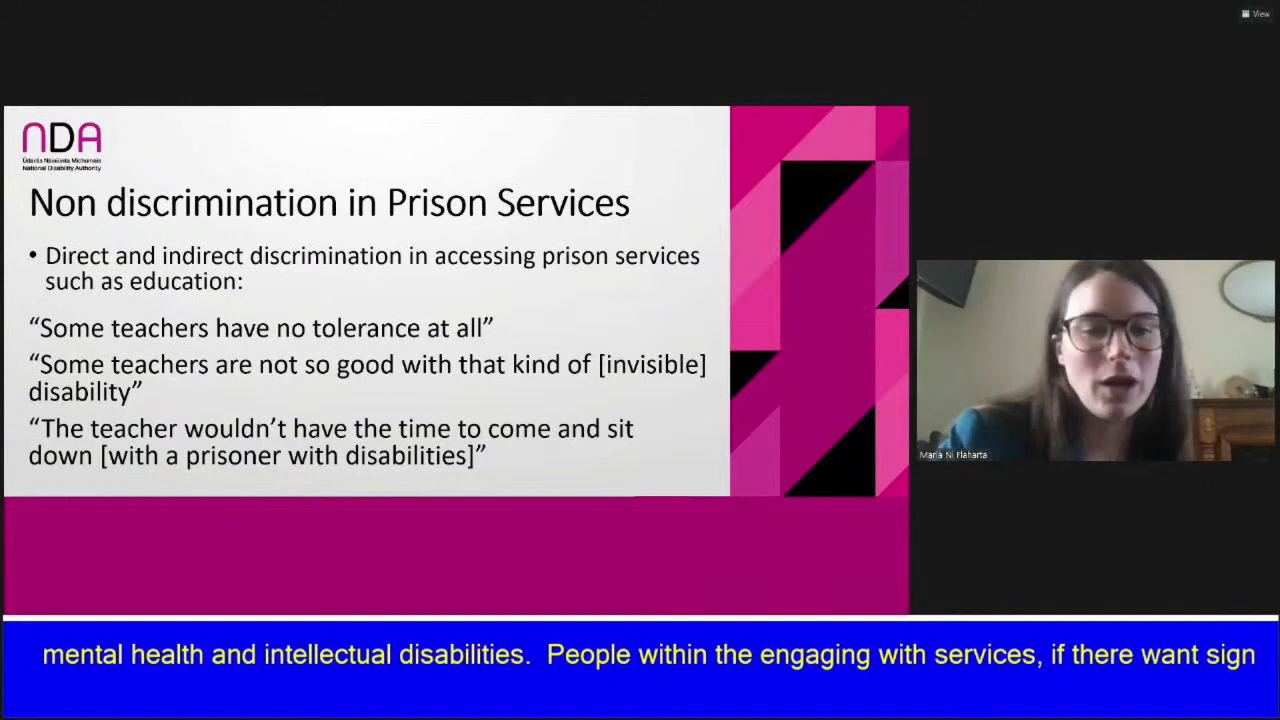 View
nDA
Údarás Náisiúnta Míchumais
National Disability Authority
Non discrimination in Prison Services
• Direct and indirect discrimination in accessing prison services
such as education:
“Some teachers have no tolerance at all”
“Some teachers are not so good with that kind of [invisible]
disability”
“The teacher wouldn’t have the time to come and sit
down [with a prisoner with disabilities]”
Maria Ni Flaharta
mental health and intellectual disabilities.  People within the engaging with services, if there want sign